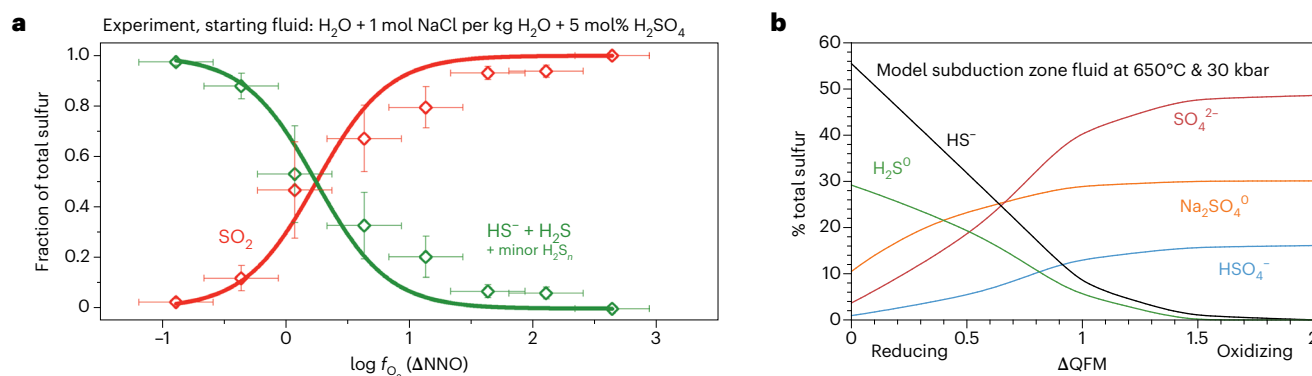 a
Experiment, starting fluid: H₂O + 1 mol NaCl per kg H₂O + 5 mol% H₂SO₄
Fraction of total sulfur
1.0
0.8
0.6
0.4
0.2
0
SO₂
HS⁻ + H₂S
+ minor H₂Sₙ
–1
0
1
2
3
log f_O₂ (ΔNNO)
b
Model subduction zone fluid at 650°C & 30 kbar
% total sulfur
60
50
40
30
20
10
0
HS⁻
SO₄²⁻
H₂S⁰
Na₂SO₄⁰
HSO₄⁻
0
0.5
1
1.5
2
Reducing
Oxidizing
ΔQFM